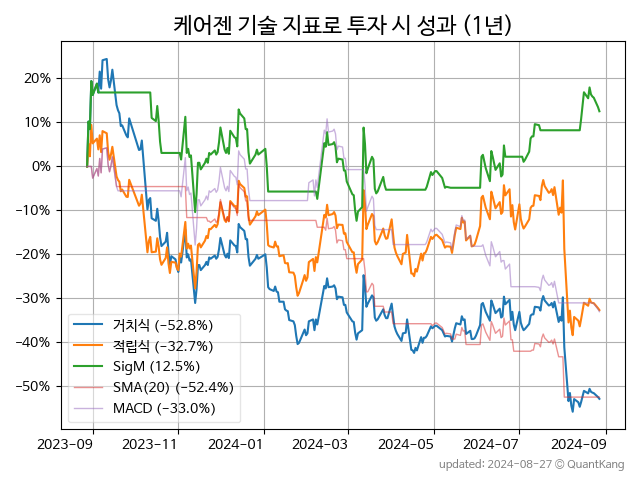 케어젠 기술 지표로 투자 시 성과 (1년)
20%
10%
0%
−10%
−20%
−30%
−40%
−50%
거치식 (−52.8%)
적립식 (−32.7%)
SigM (12.5%)
SMA(20) (−52.4%)
MACD (−33.0%)
2023-09 2023-11 2024-01 2024-03 2024-05 2024-07 2024-09
updated: 2024-08-27 © QuantKang